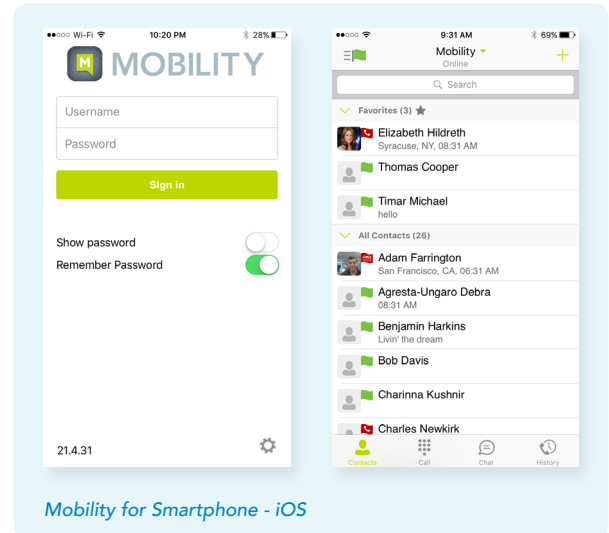 Wi-Fi 10:20 PM 28%
M MOBILITY
Username
Password
Sign in
Show password
Remember Password
21.4.31
9:31 AM 69%
Mobility
Online
Search
Favorites (3)
Elizabeth Hildreth
Syracuse, NY, 08:31 AM
Thomas Cooper
Timar Michael
hello
All Contacts (26)
Adam Farrington
San Francisco, CA, 06:31 AM
Agresta-Ungaro Debra
08:31 AM
Benjamin Harkins
Livin' the dream
Bob Davis
Charinna Kushnir
Charles Newkirk
Contacts Call Chat History
Mobility for Smartphone - iOS